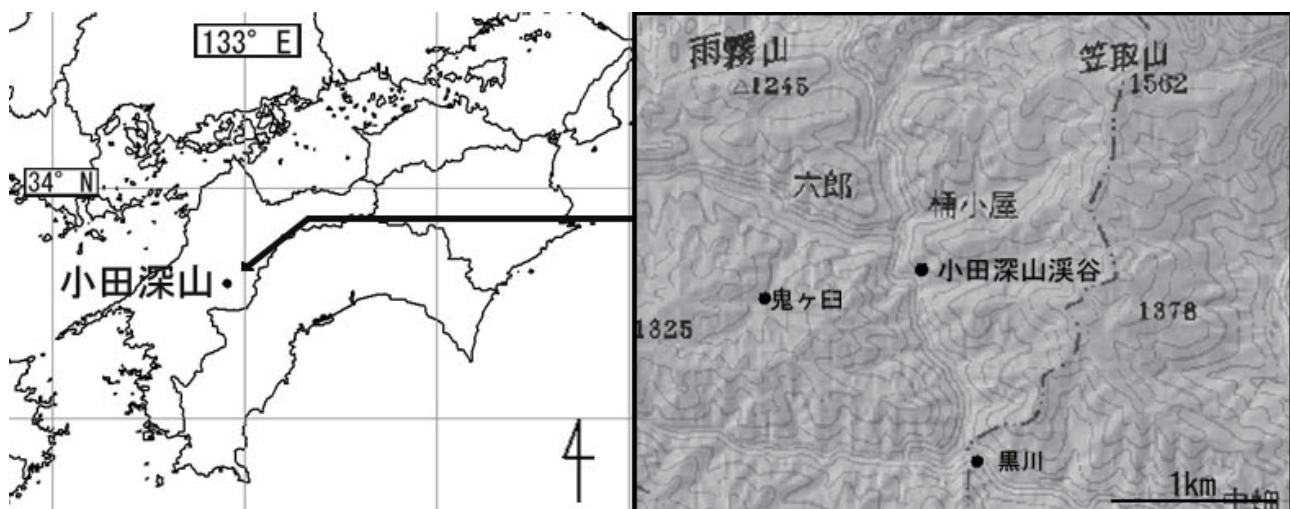 133° E
34° N
小田深山
雨霧山
△1245
笠取山
1562
六郎
桶小屋
小田深山渓谷
鬼ヶ臼
1325
1378
黒川
1km